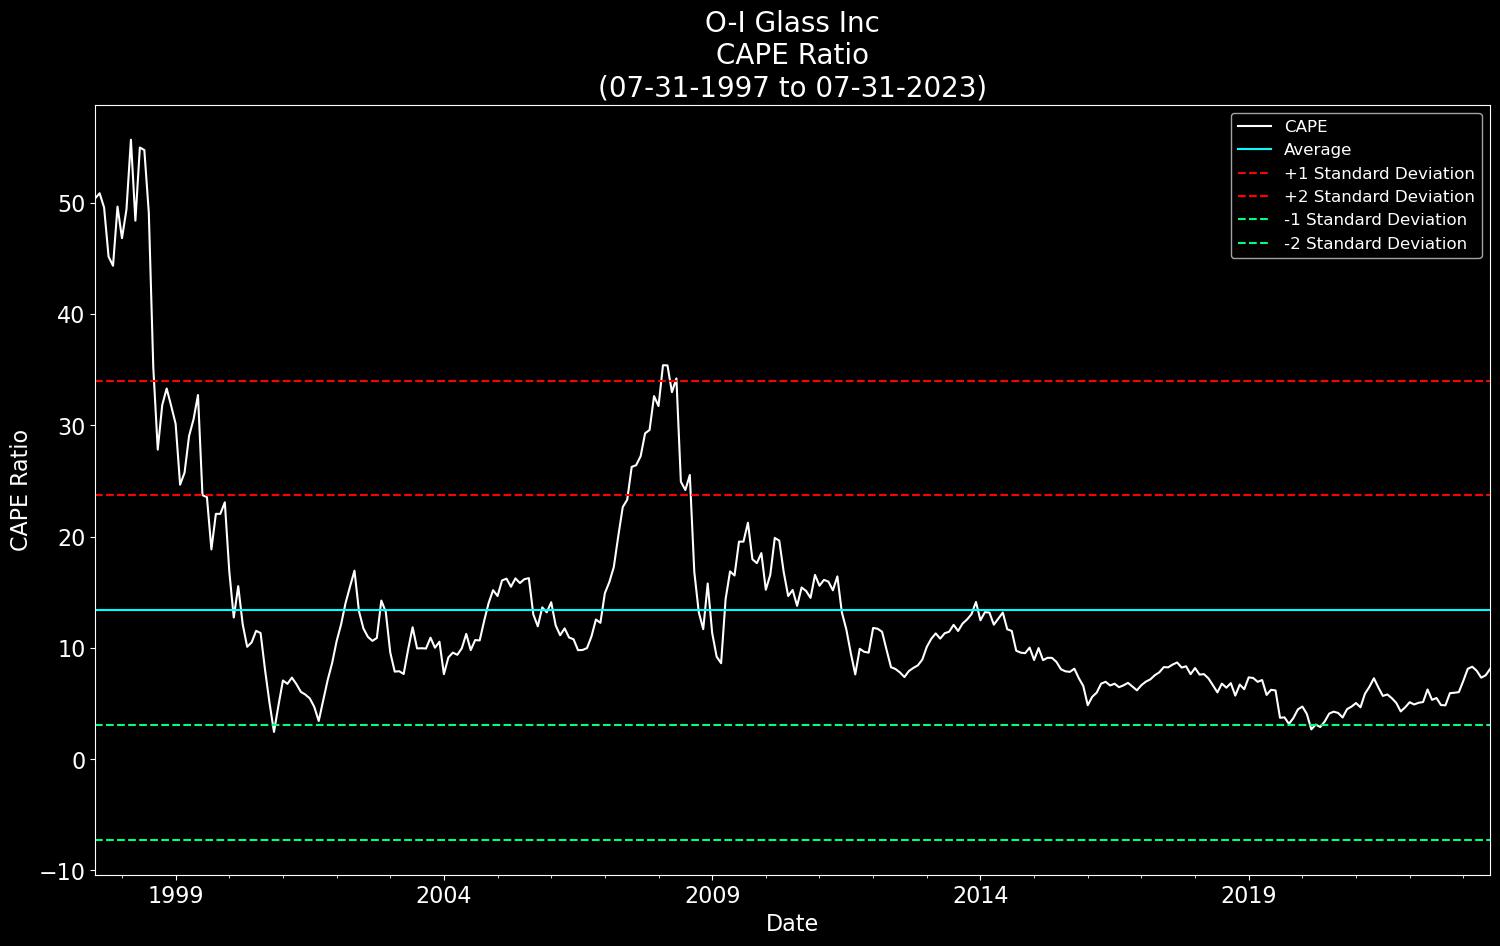 O-I Glass Inc
CAPE Ratio
(07-31-1997 to 07-31-2023)
CAPE
Average
+1 Standard Deviation
+2 Standard Deviation
-1 Standard Deviation
-2 Standard Deviation
50
40
30
20
10
0
−10
CAPE Ratio
1999 2004 2009 2014 2019
Date